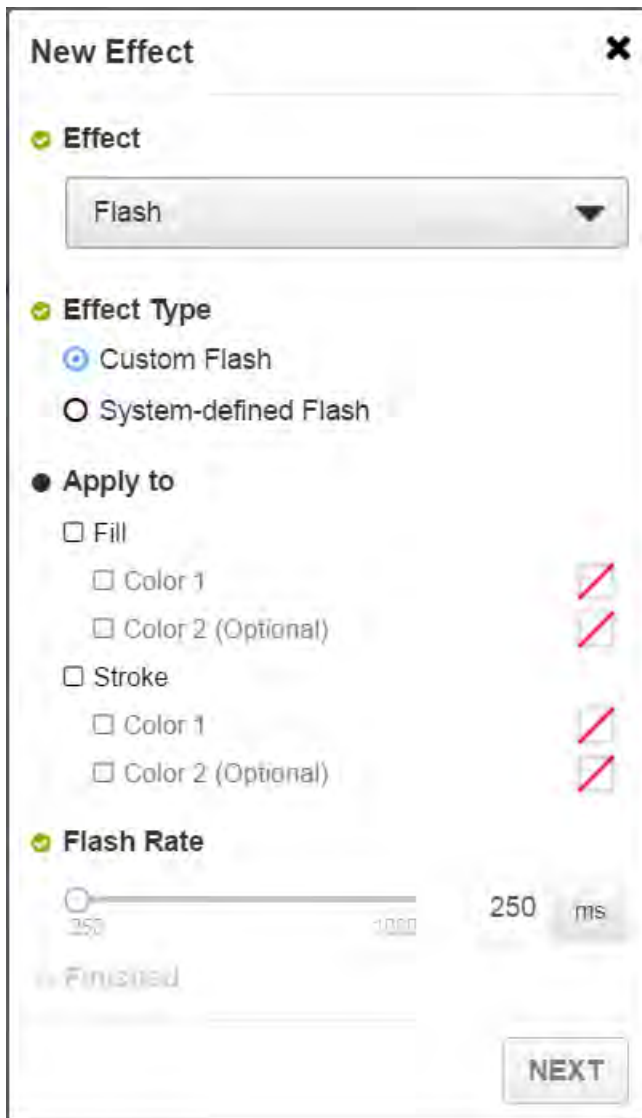 New Effect
Effect
Flash
Effect Type
Custom Flash
System-defined Flash
Apply to
Fill
Color 1
Color 2 (Optional)
Stroke
Color 1
Color 2 (Optional)
Flash Rate
250 ms
250 1000
Finished
NEXT